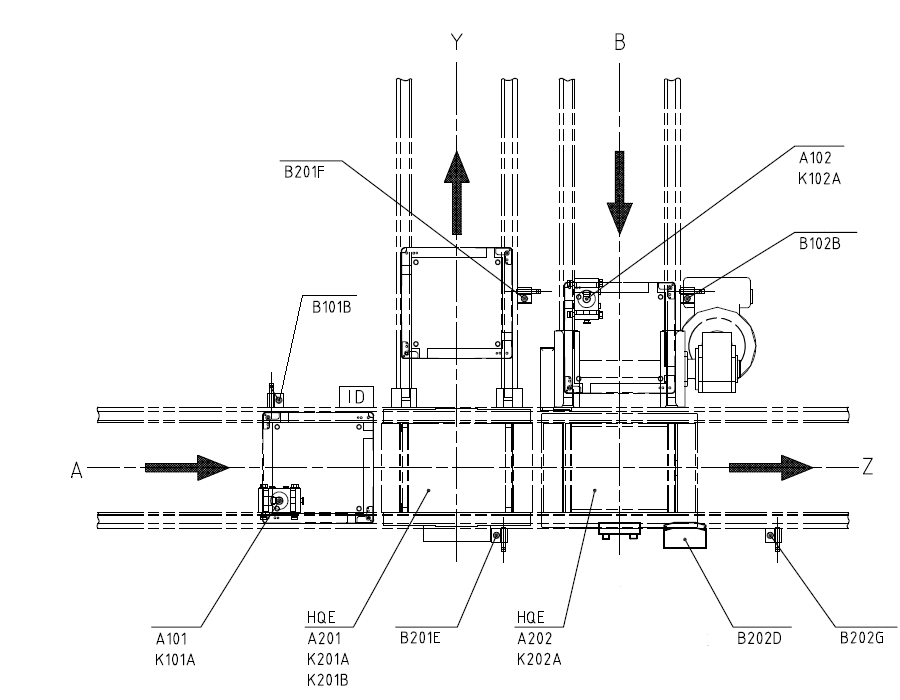 Y
B
B201F
A102
K102A
B102B
B101B
ID
A
Z
A101
K101A
HQE
A201
K201A
K201B
B201E
HQE
A202
K202A
B202D
B202G